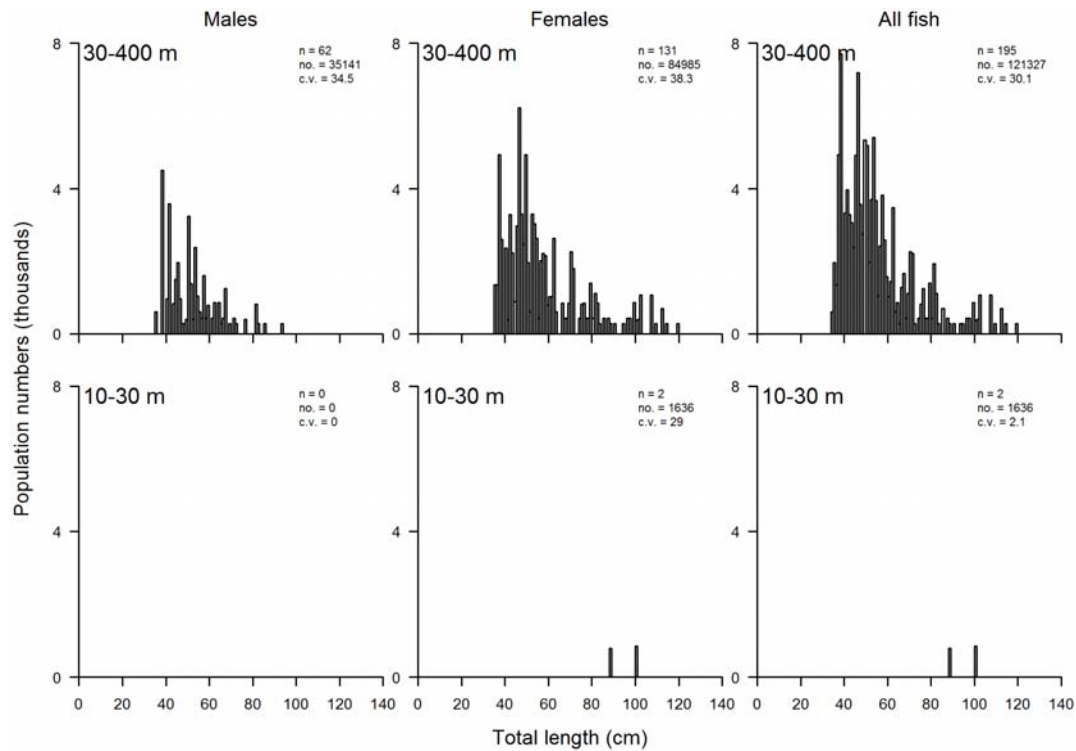 Males
Females
All fish
30-400 m
n = 62
no. = 35141
c.v. = 34.5
30-400 m
n = 131
no. = 84985
c.v. = 38.3
30-400 m
n = 195
no. = 121327
c.v. = 30.1
8
4
0
8
4
0
8
4
0
10-30 m
n = 0
no. = 0
c.v. = 0
10-30 m
n = 2
no. = 1636
c.v. = 29
10-30 m
n = 2
no. = 1636
c.v. = 2.1
8
4
0
8
4
0
8
4
0
0 20 40 60 80 100 120 140
0 20 40 60 80 100 120 140
0 20 40 60 80 100 120 140
Population numbers (thousands)
Total length (cm)